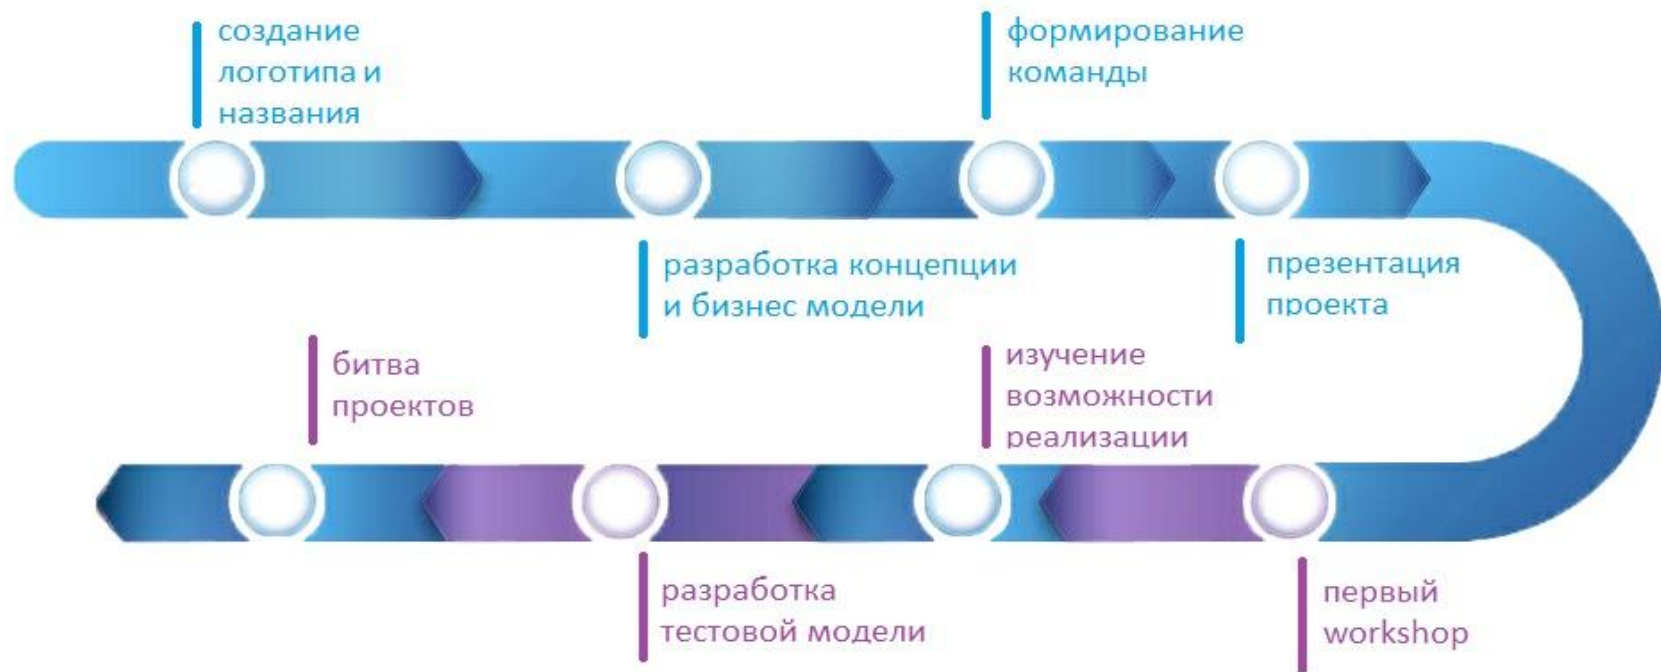 создание
логотипа и
названия
формирование
команды
разработка концепции
и бизнес модели
презентация
проекта
битва
проектов
изучение
возможности
реализации
разработка
тестовой модели
первый
workshop